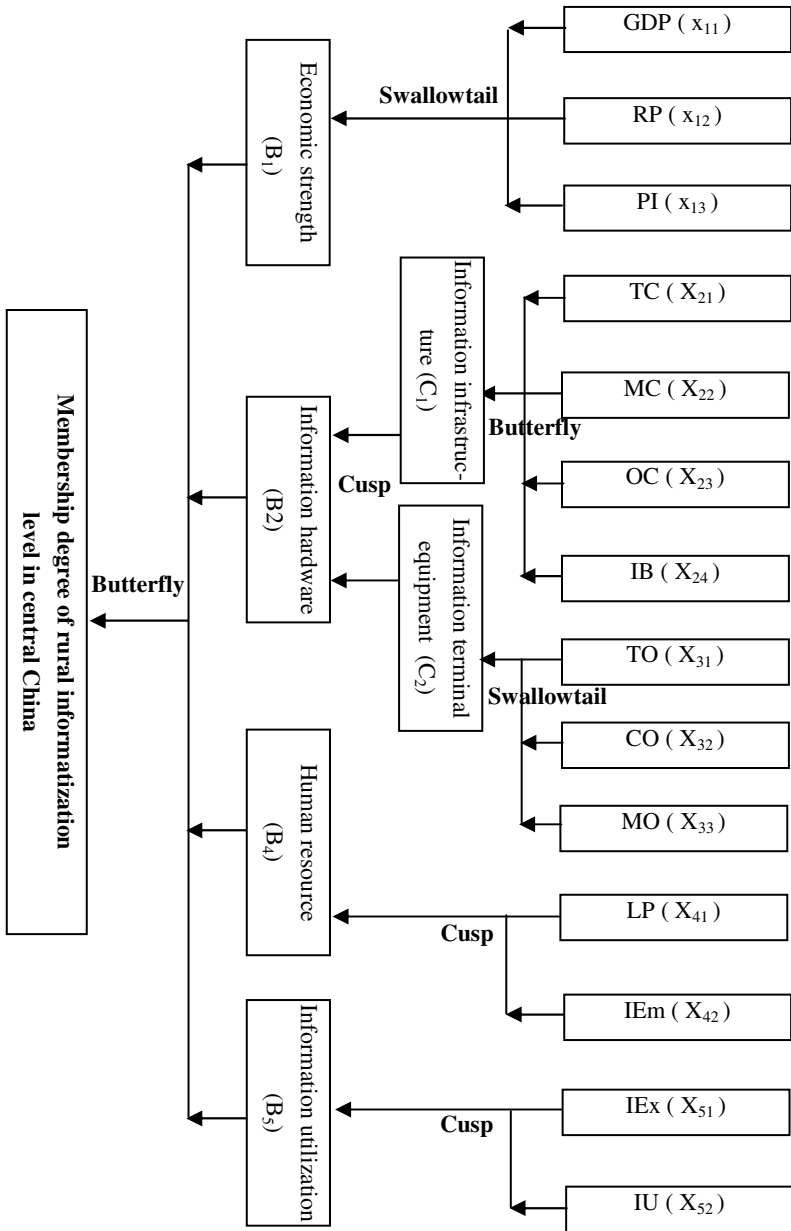 GDP ( x₁₁ )
RP ( x₁₂ )
PI ( x₁₃ )
TC ( X₂₁ )
MC ( X₂₂ )
OC ( X₂₃ )
IB ( X₂₄ )
TO ( X₃₁ )
CO ( X₃₂ )
MO ( X₃₃ )
LP ( X₄₁ )
IEm ( X₄₂ )
IEx ( X₅₁ )
IU ( X₅₂ )
Swallowtail
Butterfly
Swallowtail
Cusp
Cusp
Information infrastruc-
ture (C₁)
Information terminal
equipment (C₂)
Cusp
Economic strength
(B₁)
Information hardware
(B2)
Human resource
(B₄)
Information utilization
(B₅)
Butterfly
Membership degree of rural informatization
level in central China